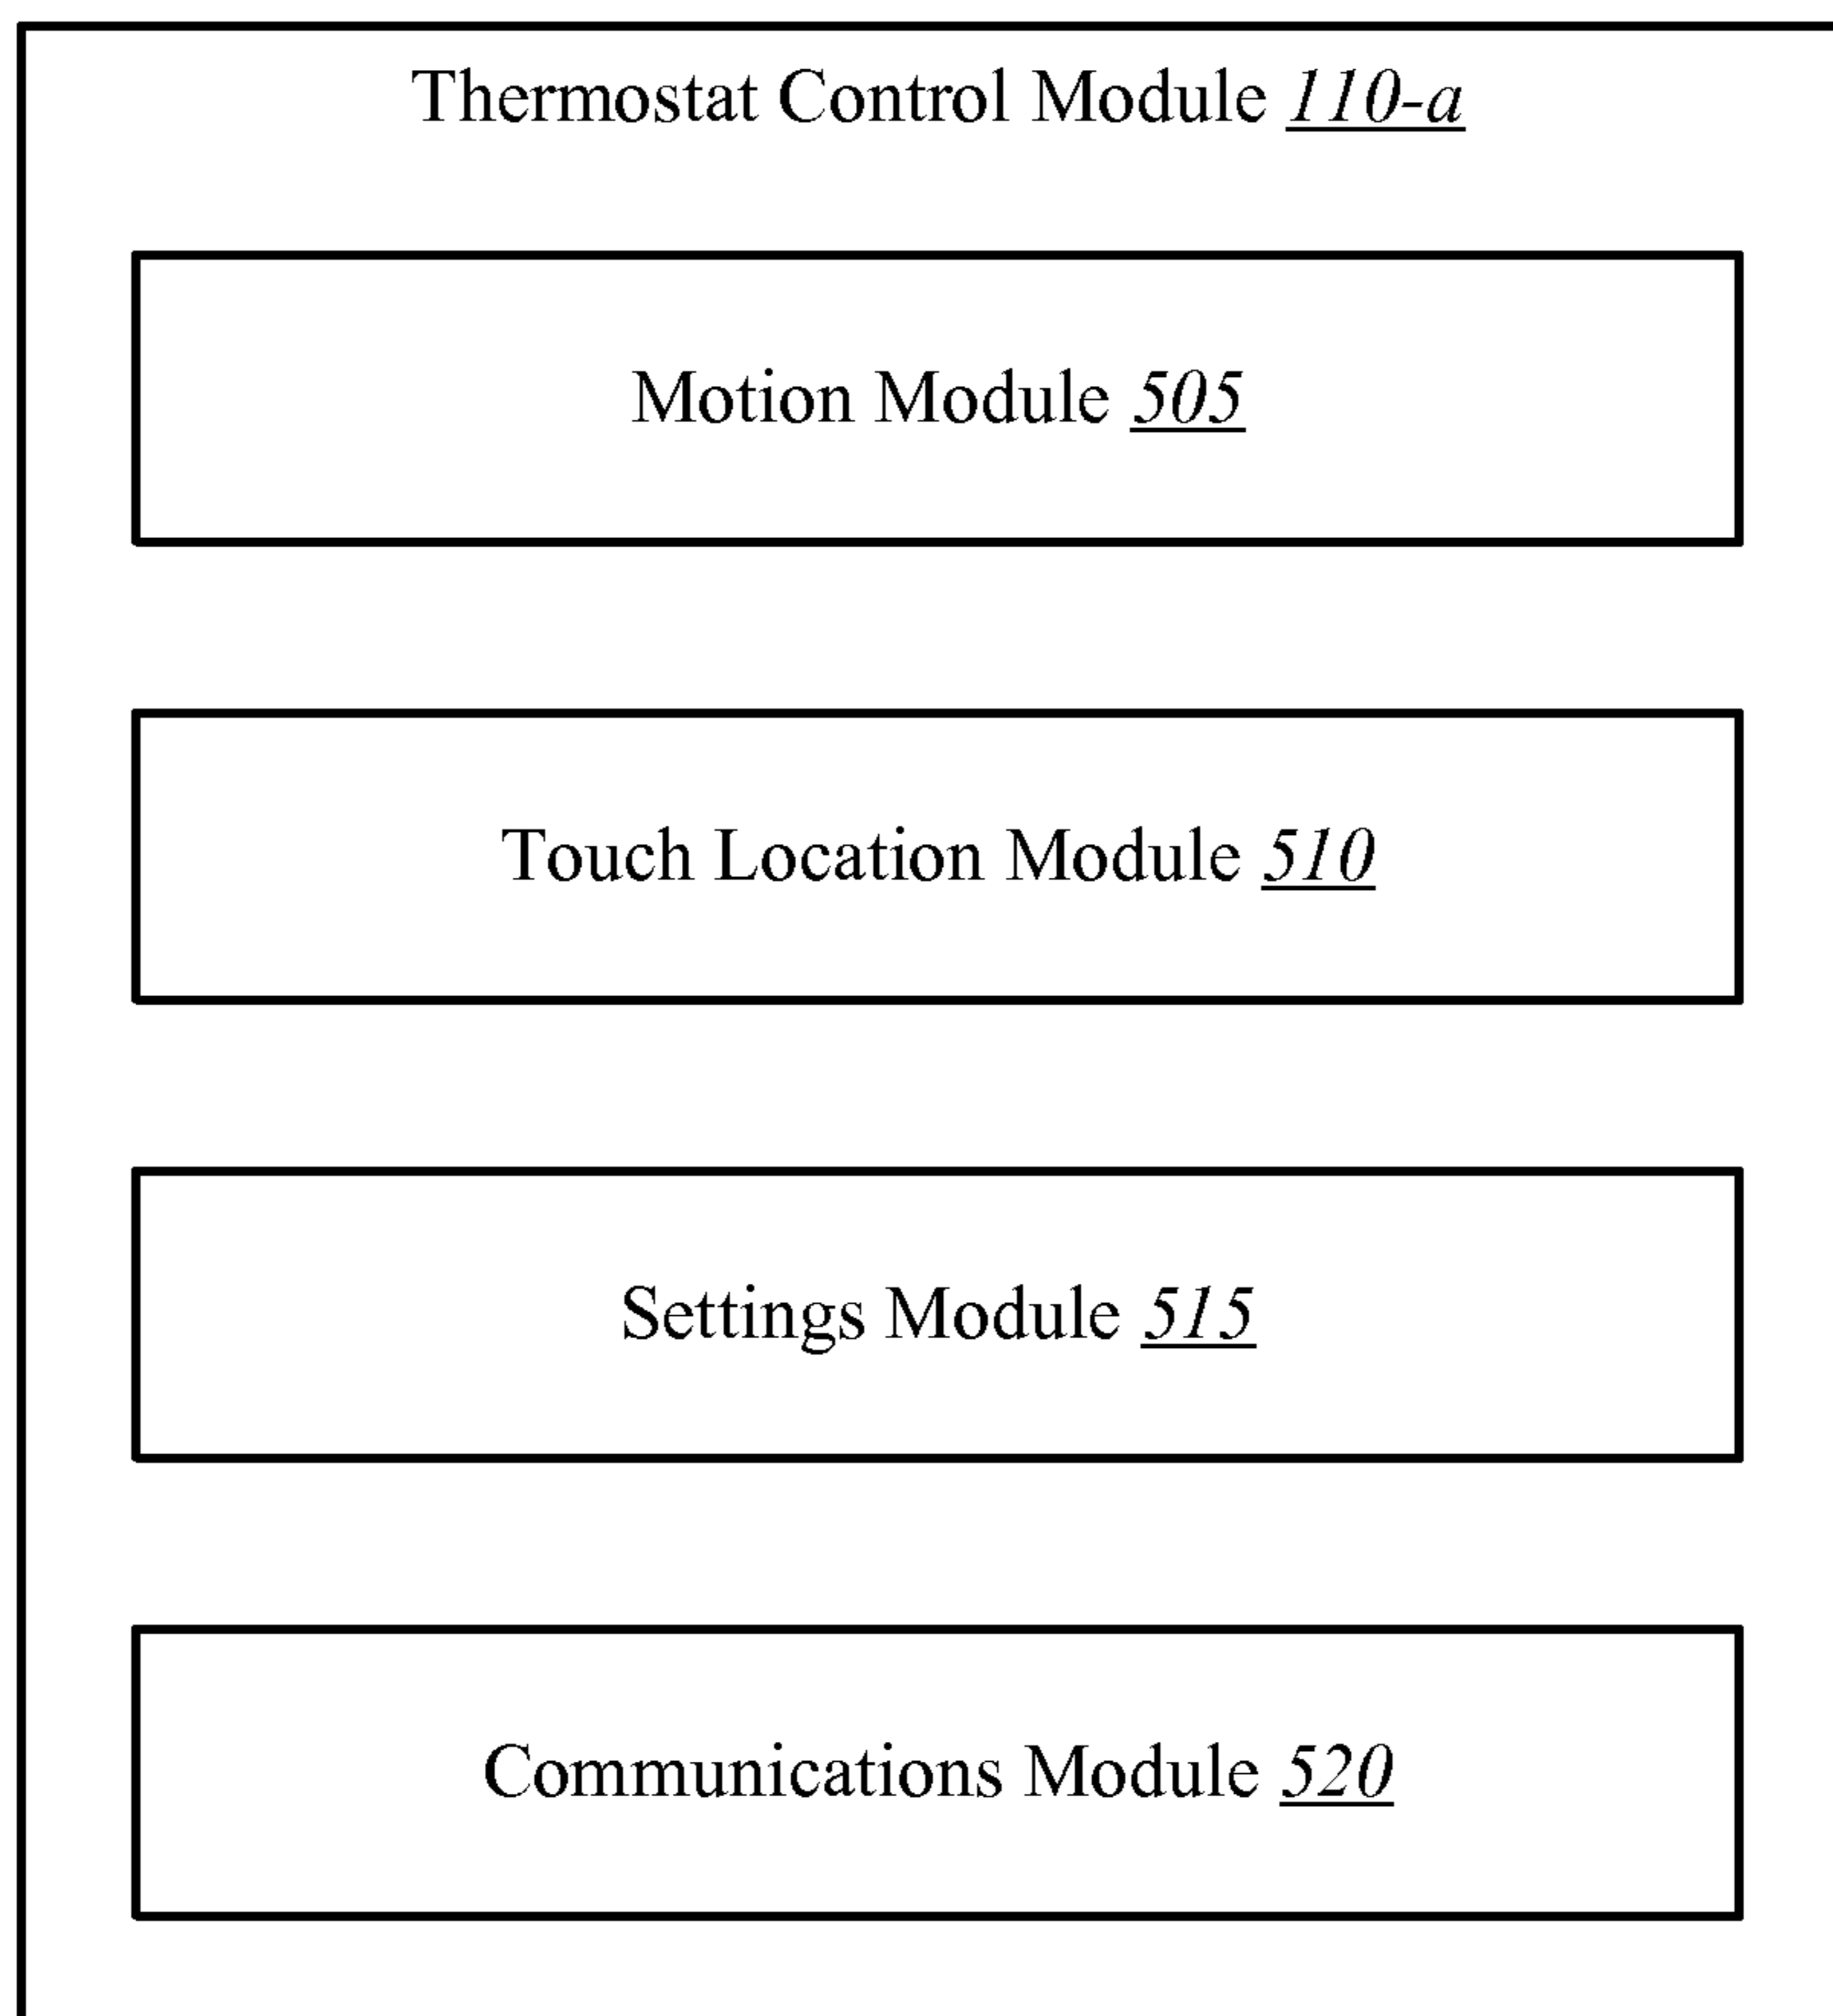 Thermostat Control Module 110-a
Motion Module 505
Touch Location Module 510
Settings Module 515
Communications Module 520